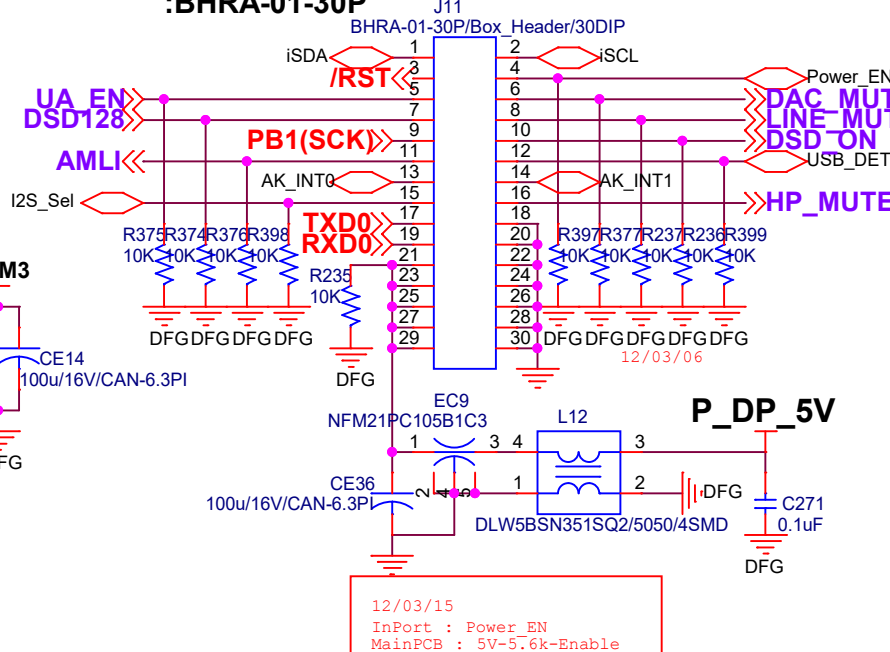 :BHRA-01-30P
J11
BHRA-01-30P/Box_Header/30DIP
iSDA 1 2 iSCL
/RST 3 4 Power_EN
UA_EN 5 6 DAC_MUT
DSD128 7 8 LINE_MUT
PB1(SCK) 9 10 DSD_ON
AMLI 11 12 USB_DET
AK_INT0 13 14 AK_INT1
I2S_Sel 15 16 HP_MUTE
TXD0 17 18
RXD0 19 20
21 22
23 24
25 26
27 28
29 30
R375 R374 R376 R398
10K 10K 10K 10K
R235
10K
R397 R377 R237 R236 R399
10K 10K 10K 10K
DFG DFG DFG DFG
DFG DFG DFG DFG DFG
12/03/06
DFG
M3
CE14
100u/16V/CAN-6.3PI
FG
EC9
NFM21PC105B1C3
L12
P_DP_5V
1 3 4 3
CE36
100u/16V/CAN-6.3PI
2 4 5 1 2 DFG
DLW5BSN351SQ2/5050/4SMD
C271
0.1uF
DFG
12/03/15
InPort : Power_EN
MainPCB : 5V-5.6k-Enable